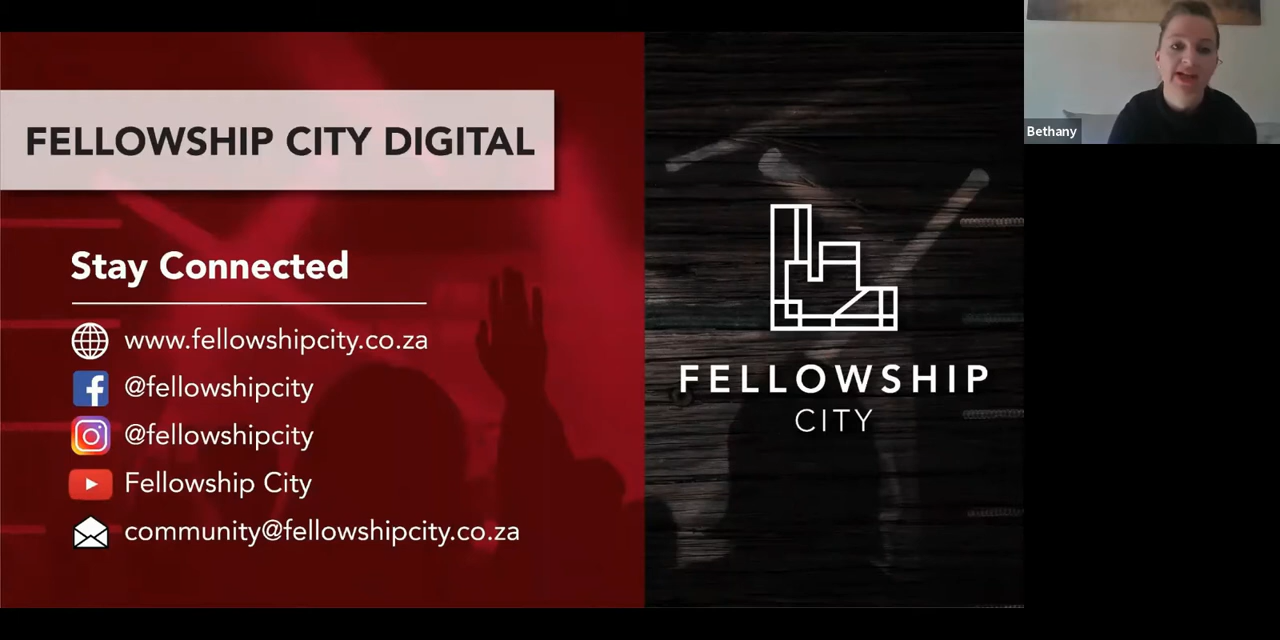 FELLOWSHIP CITY DIGITAL
Stay Connected
www.fellowshipcity.co.za
@fellowshipcity
@fellowshipcity
Fellowship City
community@fellowshipcity.co.za
FELLOWSHIP
CITY
Bethany